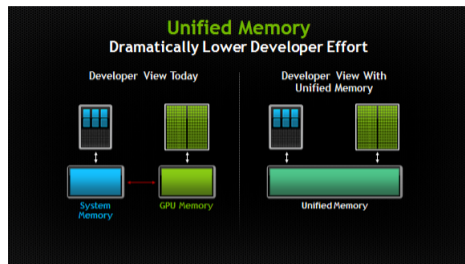 Unified Memory
Dramatically Lower Developer Effort
Developer View Today
Developer View With
Unified Memory
System
Memory
GPU Memory
Unified Memory